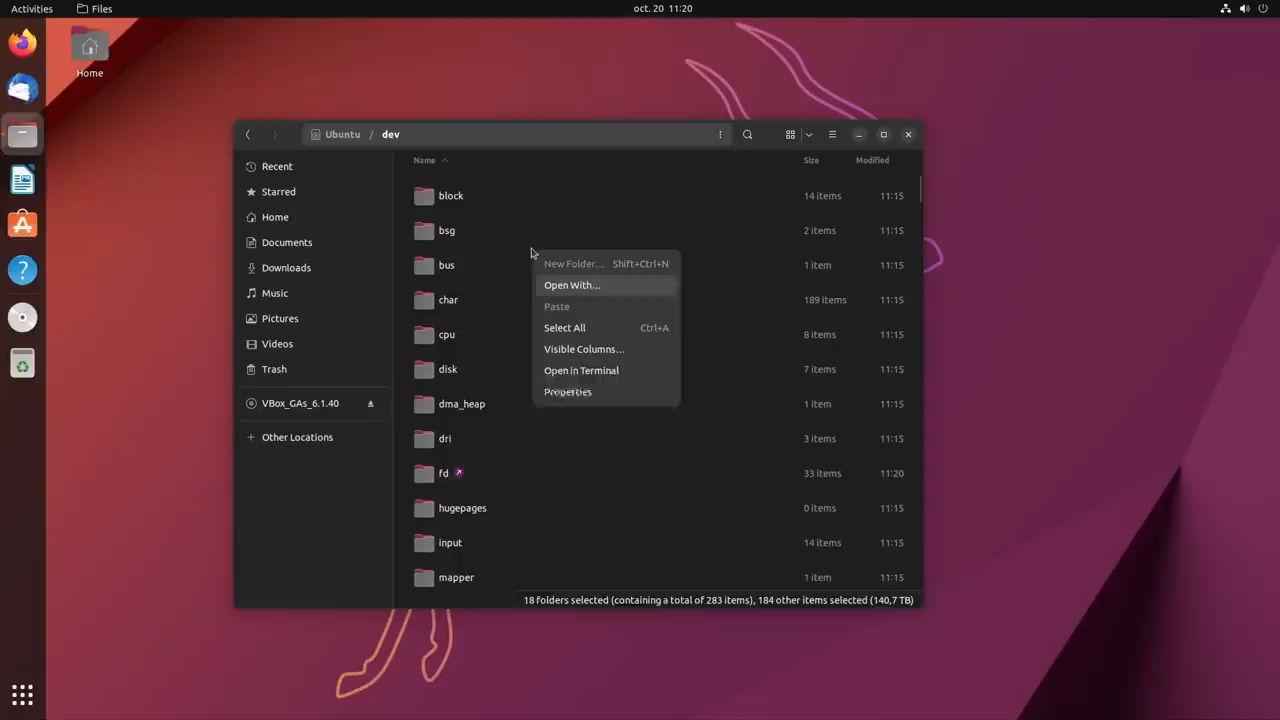 Activities Files oct. 20 11:20
Home
Ubuntu / dev
Name Size Modified
Recent
Starred
Home
Documents
Downloads
Music
Pictures
Videos
Trash
VBox_GAs_6.1.40
Other Locations
block 14 items 11:15
bsg 2 items 11:15
bus 1 item 11:15
char 189 items 11:15
cpu 8 items 11:15
disk 7 items 11:15
dma_heap 1 item 11:15
dri 3 items 11:15
fd 33 items 11:20
hugepages 0 items 11:15
input 14 items 11:15
mapper 1 item 11:15
New Folder... Shift+Ctrl+N
Open With...
Paste
Select All Ctrl+A
Visible Columns...
Open in Terminal
Properties
18 folders selected (containing a total of 283 items), 184 other items selected (140,7 TB)